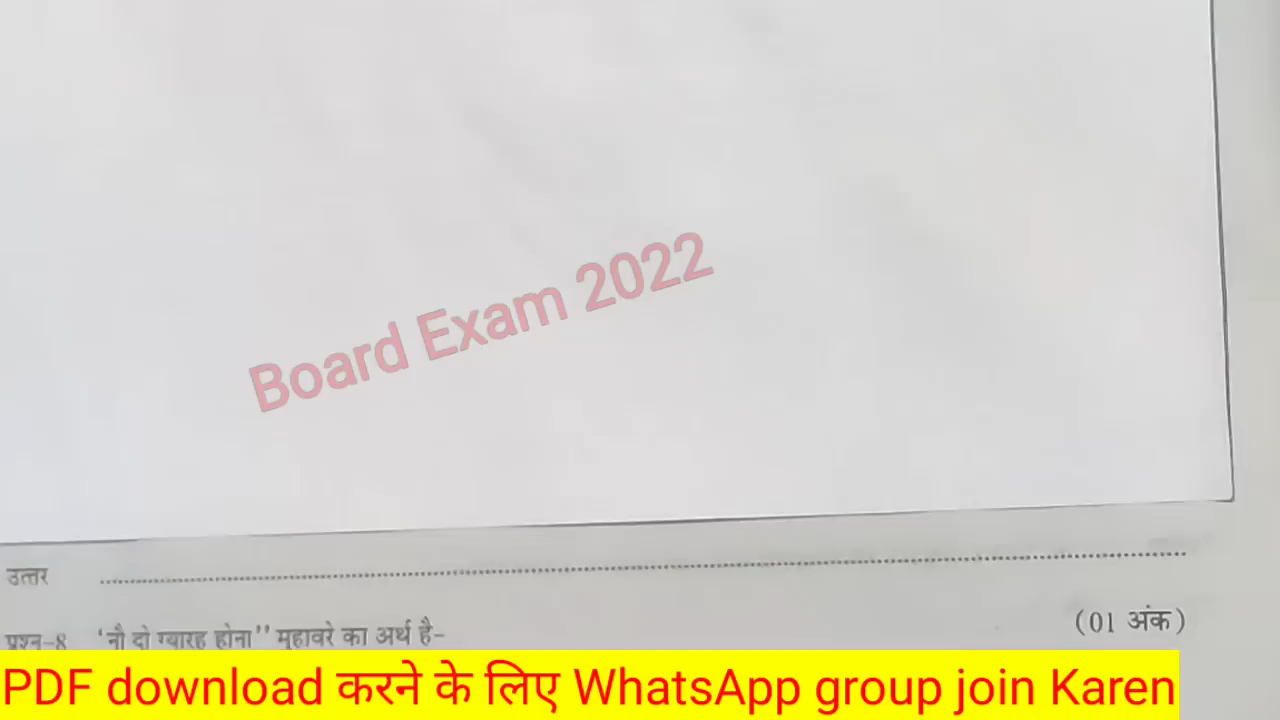 Board Exam 2022
उत्तर ................................................................
प्रश्न-8 'नौ दो ग्यारह होना'' मुहावरे का अर्थ है- (01 अंक)
PDF download करने के लिए WhatsApp group join Karen